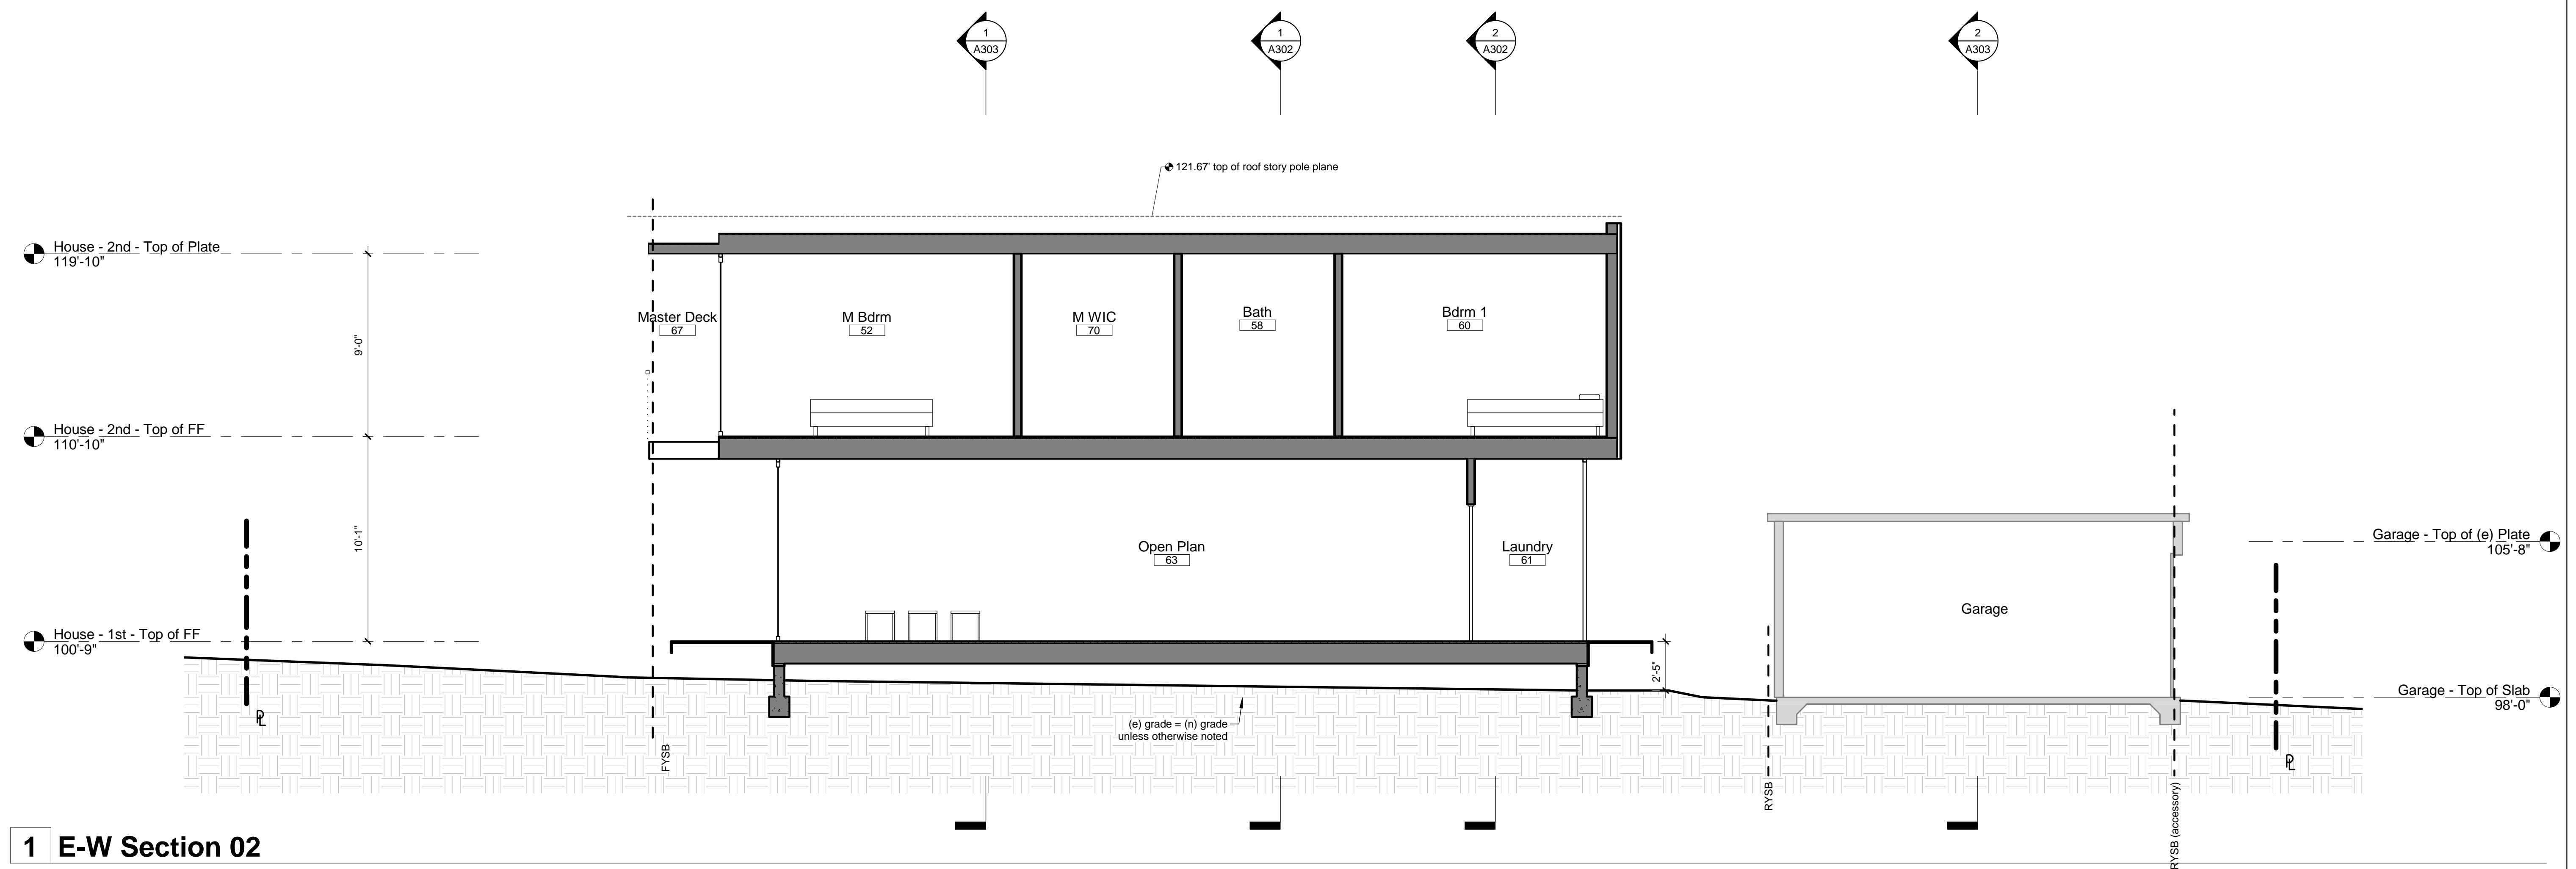 1
A303
1
A302
2
A302
2
A303
121.67' top of roof story pole plane
House - 2nd - Top of Plate
119'-10"
9'-0"
Master Deck
67
M Bdrm
52
M WIC
70
Bath
58
Bdrm 1
60
House - 2nd - Top of FF
110'-10"
10'-1"
Open Plan
63
Laundry
61
Garage - Top of (e) Plate
105'-8"
Garage
House - 1st - Top of FF
100'-9"
2'-5"
Garage - Top of Slab
98'-0"
PL
(e) grade = (n) grade
unless otherwise noted
FYSB
PL
RYSB
RYSB (accessory)
1 E-W Section 02